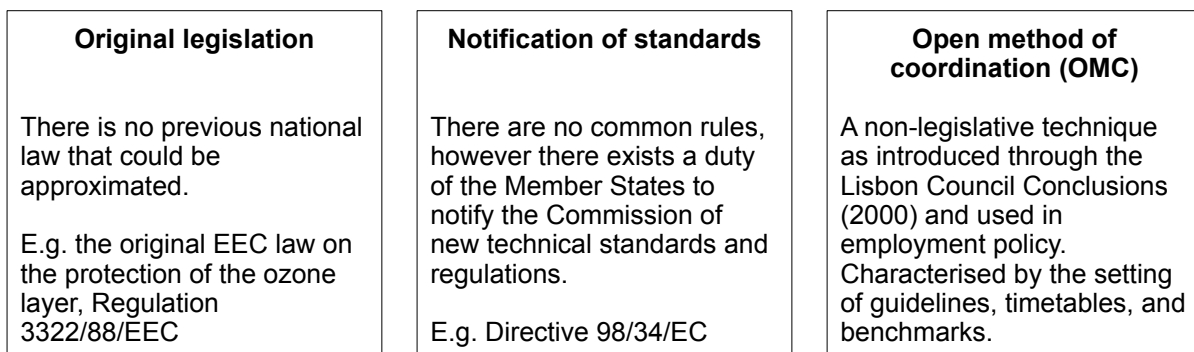 Original legislation
There is no previous national
law that could be
approximated.
E.g. the original EEC law on
the protection of the ozone
layer, Regulation
3322/88/EEC
Notification of standards
There are no common rules,
however there exists a duty
of the Member States to
notify the Commission of
new technical standards and
regulations.
E.g. Directive 98/34/EC
Open method of
coordination (OMC)
A non-legislative technique
as introduced through the
Lisbon Council Conclusions
(2000) and used in
employment policy.
Characterised by the setting
of guidelines, timetables, and
benchmarks.